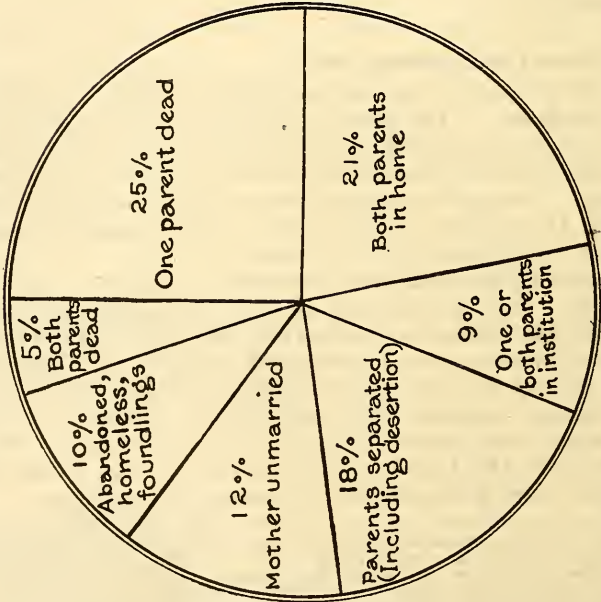 25%
One parent dead
21%
Both parents
in home
9%
One or
both parents
in institution
18%
Parents separated
(Including desertion)
12%
Mother unmarried
10%
Abandoned,
homeless,
foundlings
5%
Both
parents
dead